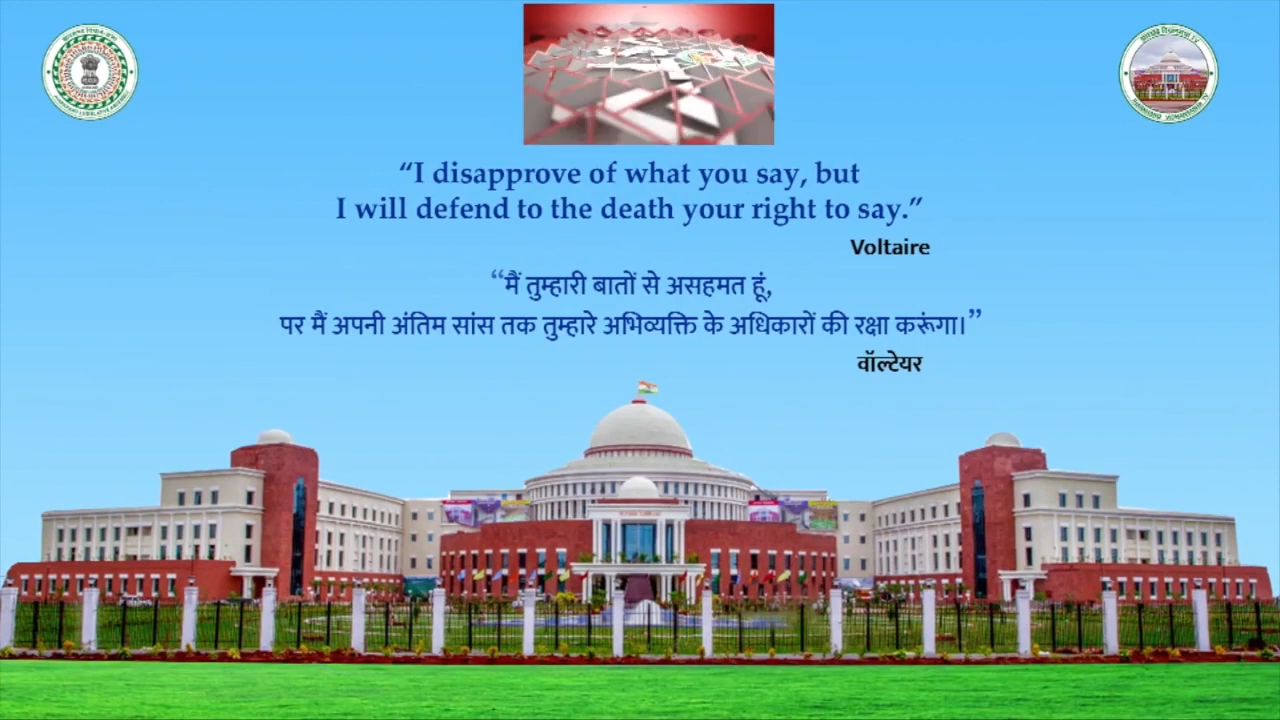 “I disapprove of what you say, but
I will defend to the death your right to say.”
Voltaire
“मैं तुम्हारी बातों से असहमत हूं,
पर मैं अपनी अंतिम सांस तक तुम्हारे अभिव्यक्ति के अधिकारों की रक्षा करूंगा।”
वॉल्टेयर